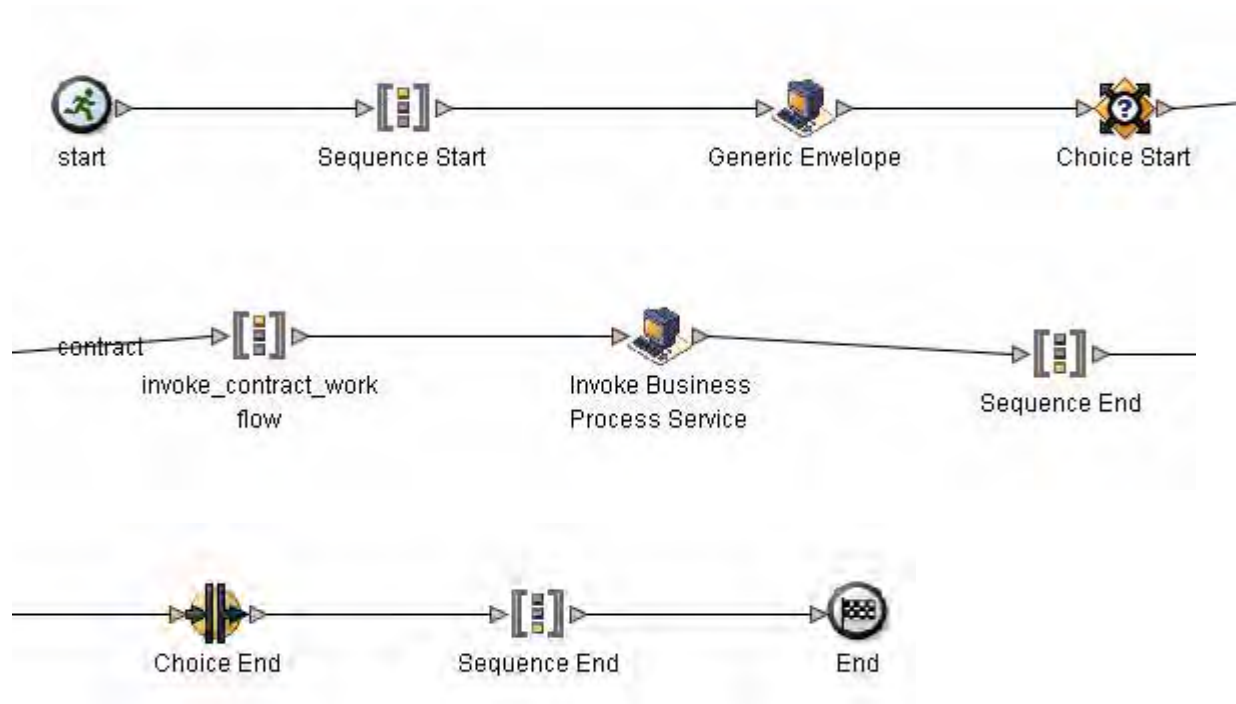 start
Sequence Start
Generic Envelope
Choice Start
contract
invoke_contract_work
flow
Invoke Business
Process Service
Sequence End
Choice End
Sequence End
End